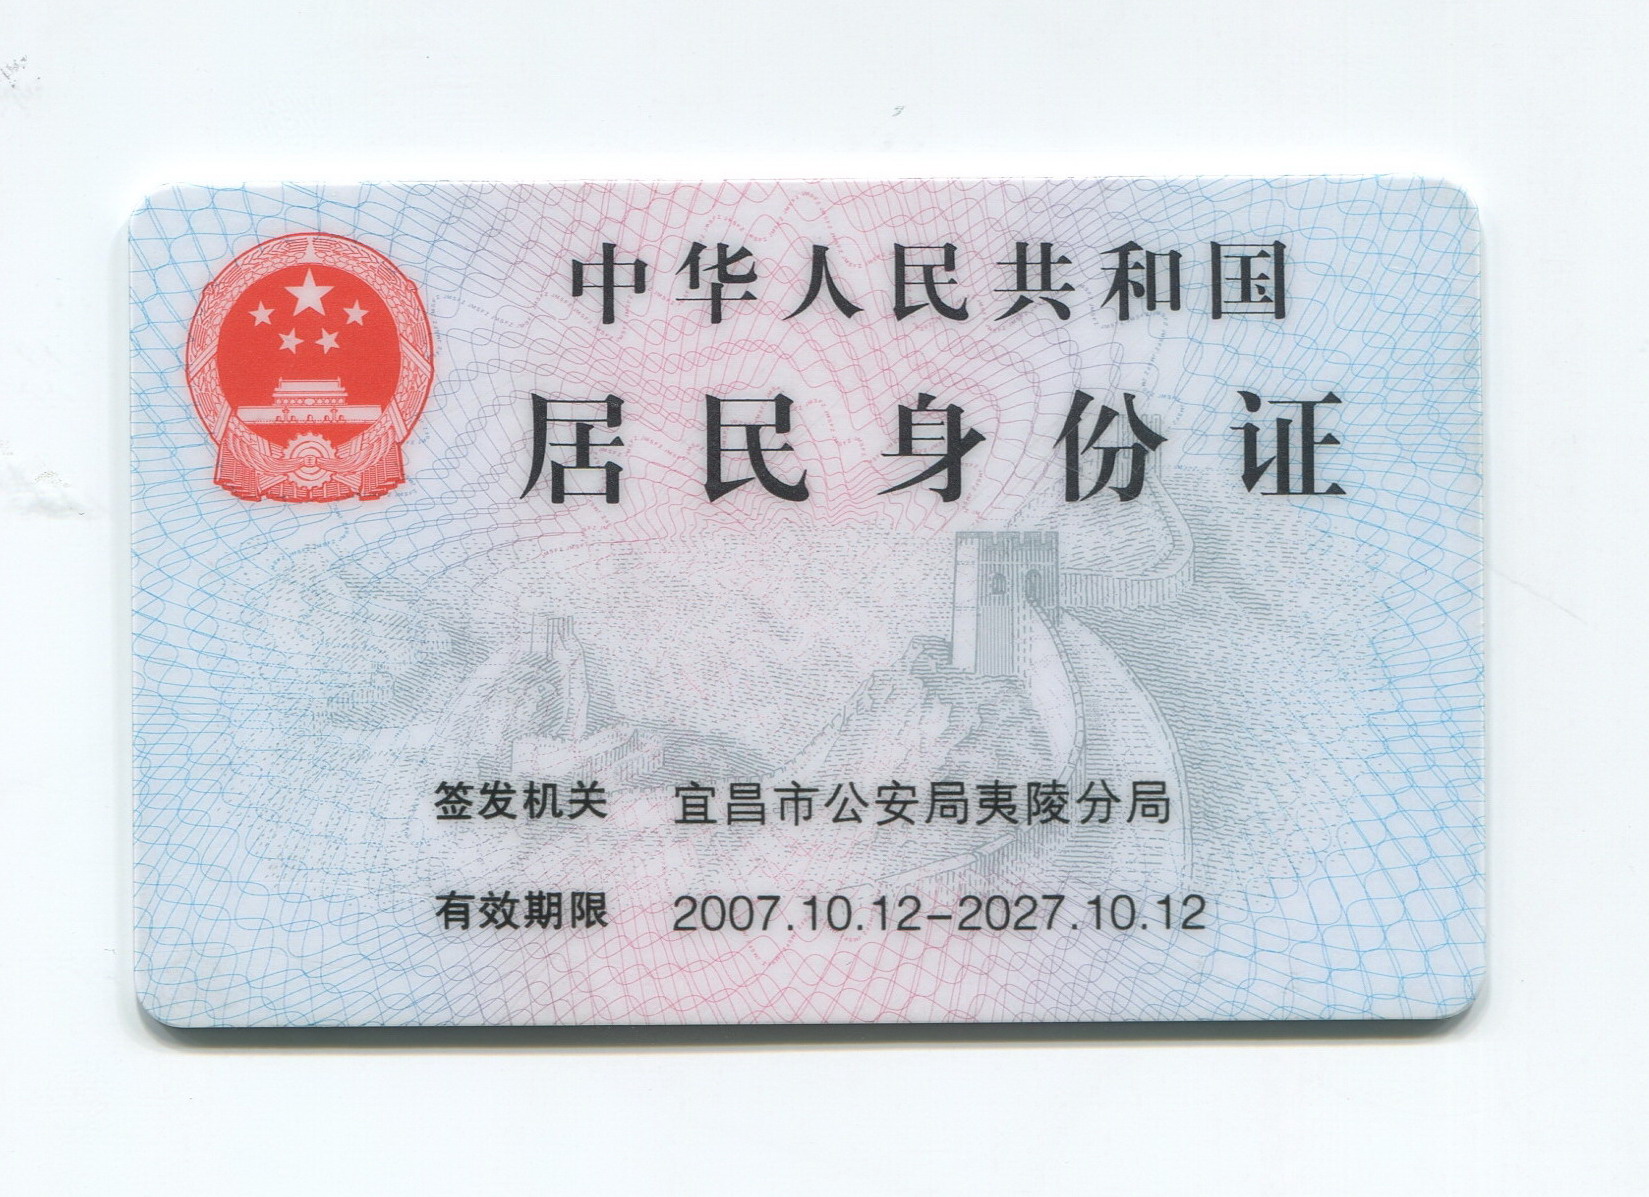 中华人民共和国
居民身份证
签发机关 宜昌市公安局夷陵分局
有效期限 2007.10.12-2027.10.12